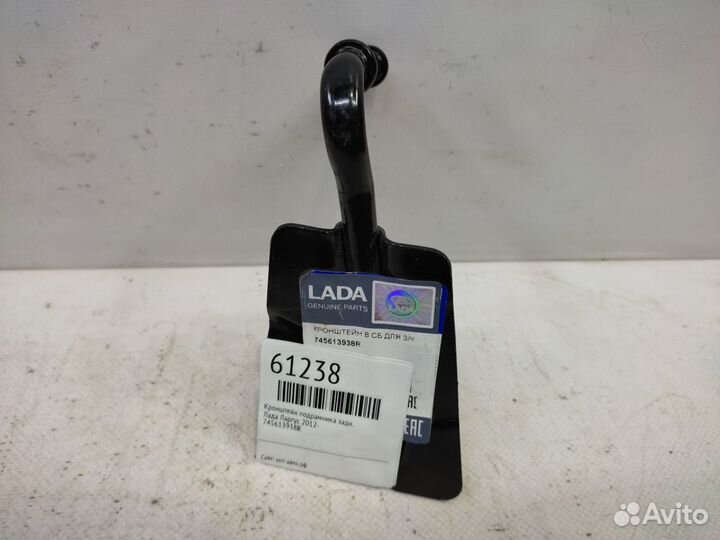 LADA
GENUINE PARTS
КРОНШТЕЙН В СБ ДЛЯ З/Ч
745613938R
61238
Кронштейн подрамника задн.
Лада Ларгус 2012-
745613938R
EAC
Avito